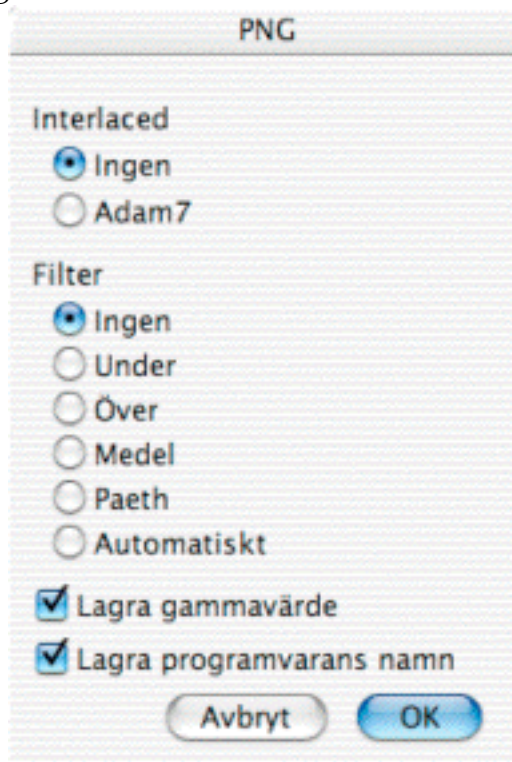 PNG
Interlaced
Ingen
Adam7
Filter
Ingen
Under
Över
Medel
Paeth
Automatiskt
Lagra gammavärde
Lagra programvarans namn
Avbryt OK